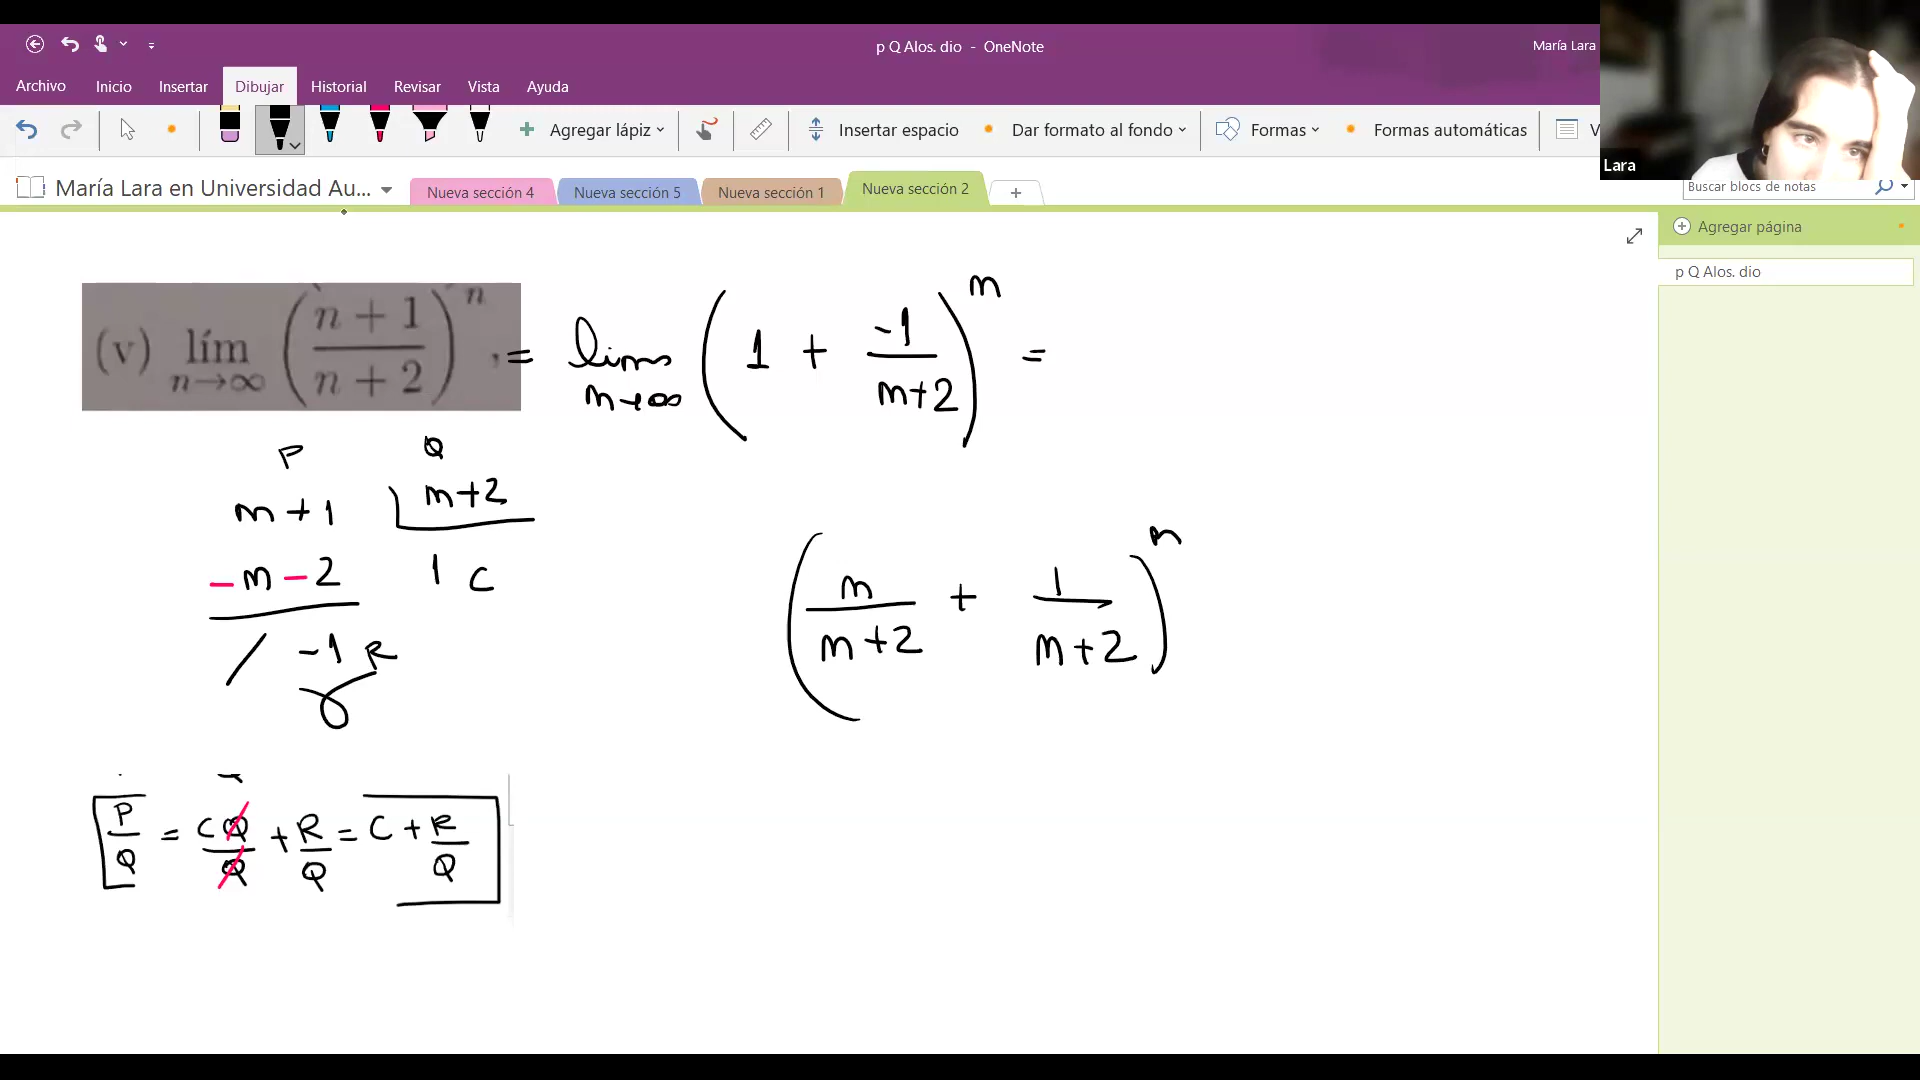 p Q Alos. dio - OneNote
María Lara
Archivo Inicio Insertar Dibujar Historial Revisar Vista Ayuda
Agregar lápiz Insertar espacio Dar formato al fondo Formas Formas automáticas V
Lara
María Lara en Universidad Au... Nueva sección 4 Nueva sección 5 Nueva sección 1 Nueva sección 2 + Buscar blocs de notas
Agregar página
p Q Alos. dio
(v) lím n→∞ ((n + 1)/(n + 2))^n, = lim m→∞ (1 + -1/(m+2))^m =
P Q
m + 1 m+2
-m - 2 1 C
/ -1 R
(m/(m+2) + 1/(m+2))^m
P/Q = CQ/Q + R/Q = C + R/Q